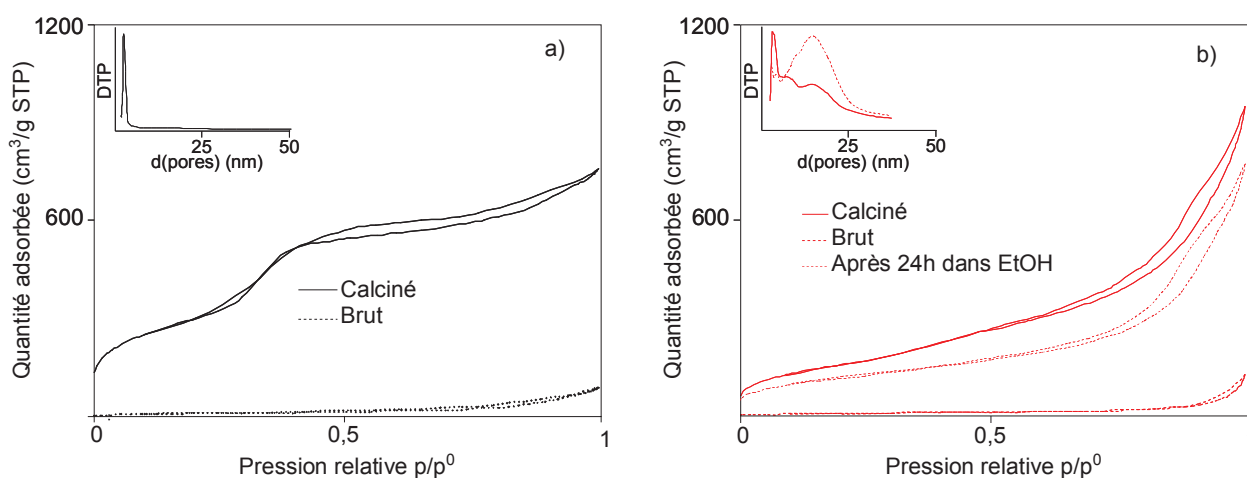 1200
a)
DTP
25
50
d(pores) (nm)
600
Calciné
Brut
Quantité adsorbée (cm³/g STP)
0
0,5
1
Pression relative p/p⁰
1200
b)
DTP
25
50
d(pores) (nm)
600
Calciné
Brut
Après 24h dans EtOH
Quantité adsorbée (cm³/g STP)
0
0,5
Pression relative p/p⁰